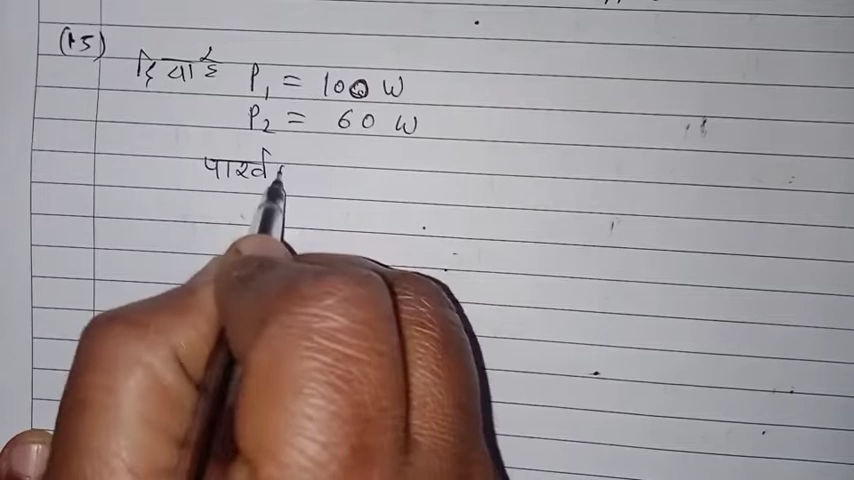 (15) दिया है P₁ = 100 W
P₂ = 60 W